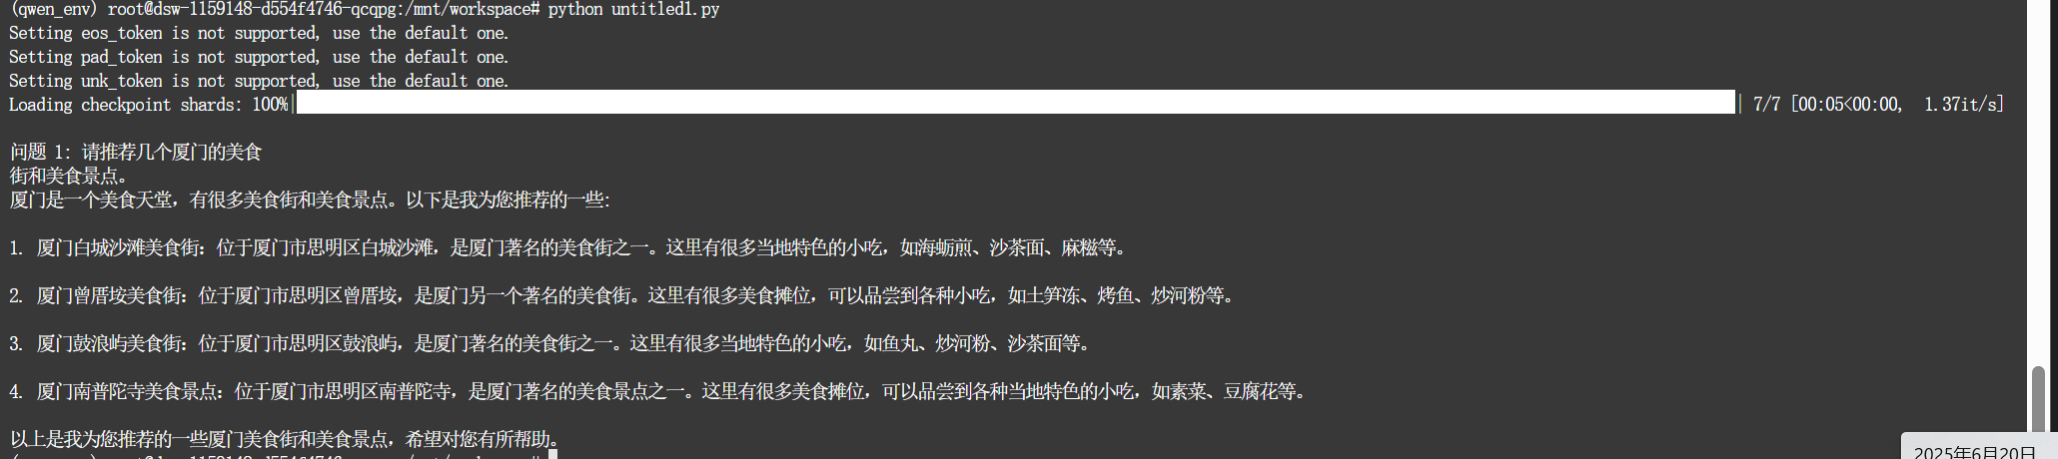 (qwen_env) root@dsw-1159148-d554f4746-qcqpg:/mnt/workspace# python untitled1.py
Setting eos_token is not supported, use the default one.
Setting pad_token is not supported, use the default one.
Setting unk_token is not supported, use the default one.
Loading checkpoint shards: 100%| | 7/7 [00:05<00:00, 1.37it/s]
问题 1: 请推荐几个厦门的美食
街和美食景点。
厦门是一个美食天堂，有很多美食街和美食景点。以下是我为您推荐的一些:
1. 厦门白城沙滩美食街：位于厦门市思明区白城沙滩，是厦门著名的美食街之一。这里有很多当地特色的小吃，如海蛎煎、沙茶面、麻糍等。
2. 厦门曾厝垵美食街：位于厦门市思明区曾厝垵，是厦门另一个著名的美食街。这里有很多美食摊位，可以品尝到各种小吃，如土笋冻、烤鱼、炒河粉等。
3. 厦门鼓浪屿美食街：位于厦门市思明区鼓浪屿，是厦门著名的美食街之一。这里有很多当地特色的小吃，如鱼丸、炒河粉、沙茶面等。
4. 厦门南普陀寺美食景点：位于厦门市思明区南普陀寺，是厦门著名的美食景点之一。这里有很多美食摊位，可以品尝到各种当地特色的小吃，如素菜、豆腐花等。
以上是我为您推荐的一些厦门美食街和美食景点，希望对您有所帮助。
2025年6月20日